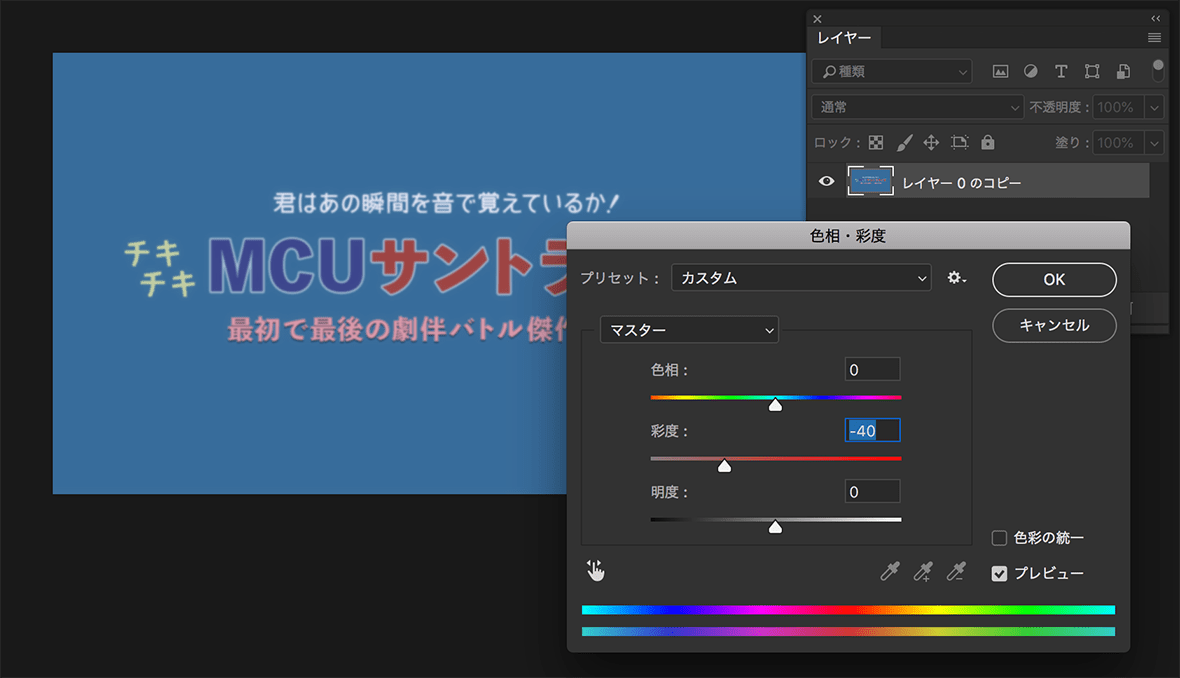 レイヤー
種類
通常
不透明度：
100%
ロック：
塗り：
100%
レイヤー 0 のコピー
君はあの瞬間を音で覚えているか!
チキ
チキ
MCUサントラ
最初で最後の劇伴バトル傑作
色相・彩度
プリセット：
カスタム
OK
キャンセル
マスター
色相：
0
彩度：
-40
明度：
0
色彩の統一
プレビュー